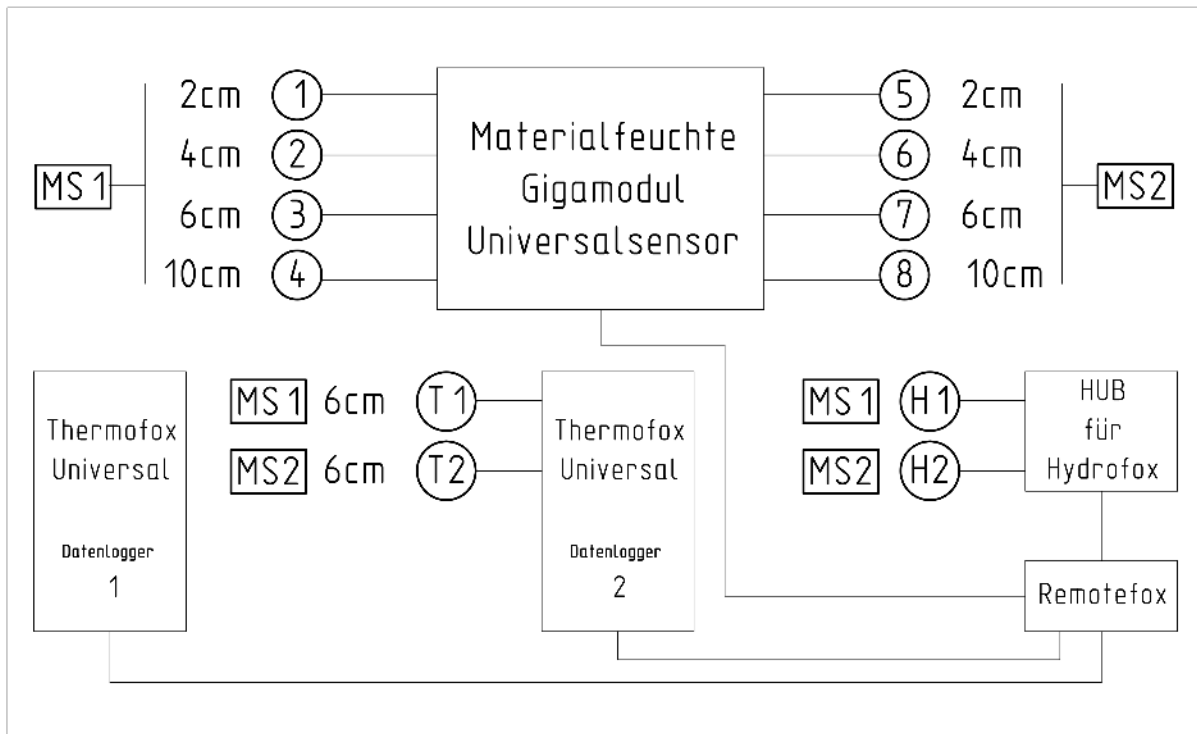 2cm 1
4cm 2
MS1
6cm 3
10cm 4
Materialfeuchte
Gigamodul
Universalsensor
5 2cm
6 4cm
MS2
7 6cm
8 10cm
Thermofox
Universal
Datenlogger
1
MS1 6cm T1
MS2 6cm T2
Thermofox
Universal
Datenlogger
2
MS1 H1
MS2 H2
HUB
für
Hydrofox
Remotefox